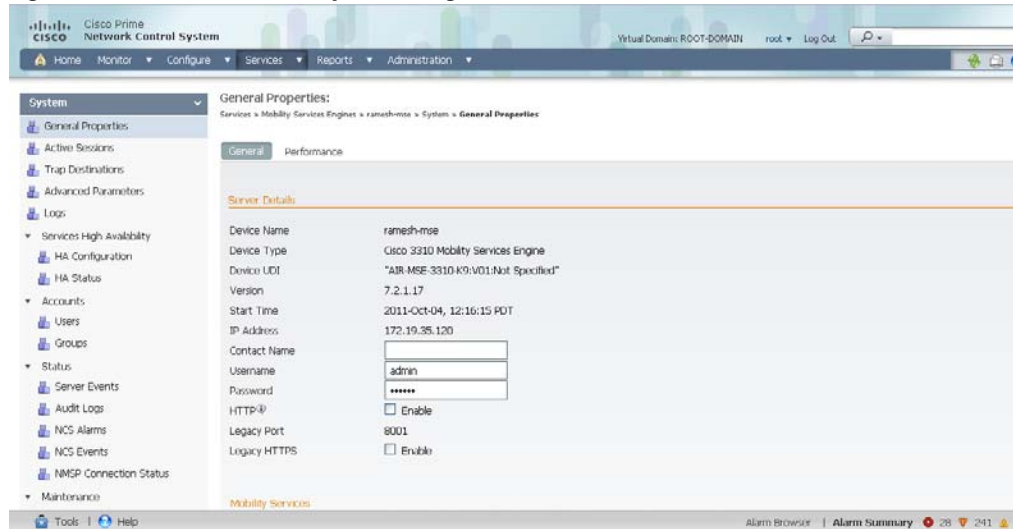 Cisco Prime
CISCO Network Control System
Virtual Domain: ROOT-DOMAIN root Log Out
Home Monitor Configure Services Reports Administration
System
General Properties
Active Sessions
Trap Destinations
Advanced Parameters
Logs
Services High Availability
HA Configuration
HA Status
Accounts
Users
Groups
Status
Server Events
Audit Logs
NCS Alarms
NCS Events
NMSP Connection Status
Maintenance
General Properties:
Services > Mobility Services Engines > ramesh-mse > System > General Properties
General Performance
Server Details
Device Name ramesh-mse
Device Type Cisco 3310 Mobility Services Engine
Device UDI "AIR-MSE-3310-K9:V01:Not Specified"
Version 7.2.1.17
Start Time 2011-Oct-04, 12:16:15 PDT
IP Address 172.19.35.120
Contact Name
Username admin
Password ••••••
HTTP Enable
Legacy Port 8001
Legacy HTTPS Enable
Mobility Services
Tools | Help
Alarm Browser | Alarm Summary 28 241